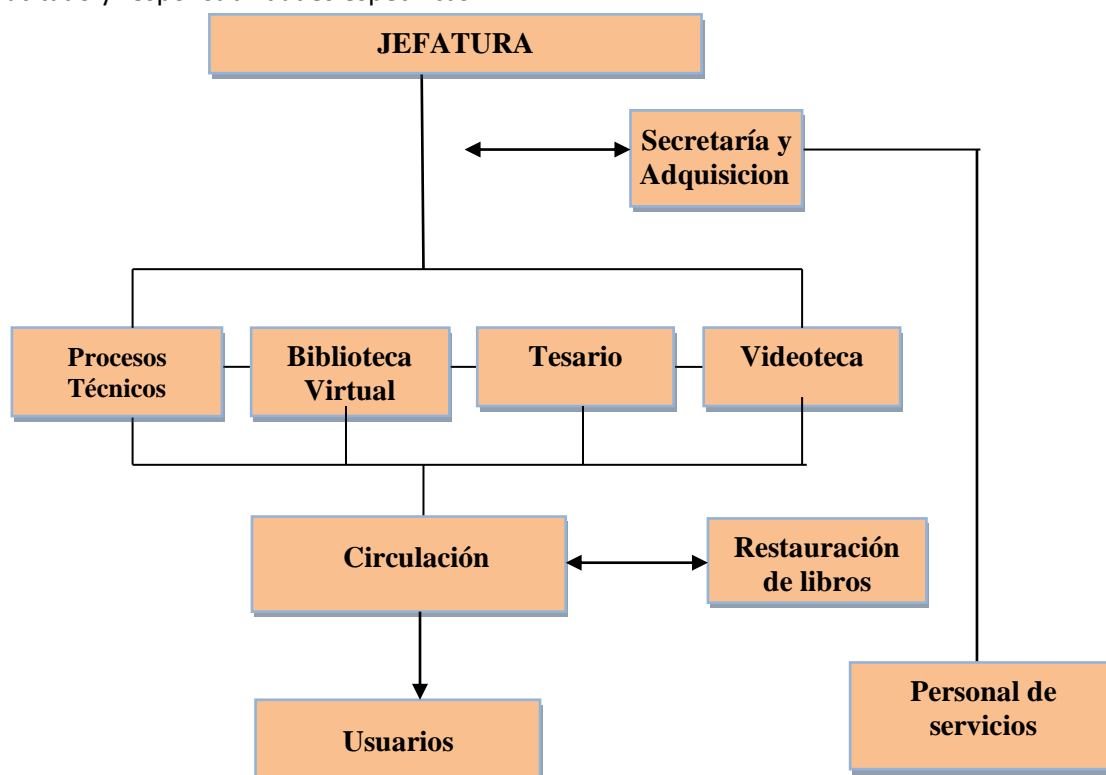 y
JEFATURA
Secretaría y
Adquisicion
Procesos
Técnicos
Biblioteca
Virtual
Tesario
Videoteca
Circulación
Restauración
de libros
Personal de
servicios
Usuarios